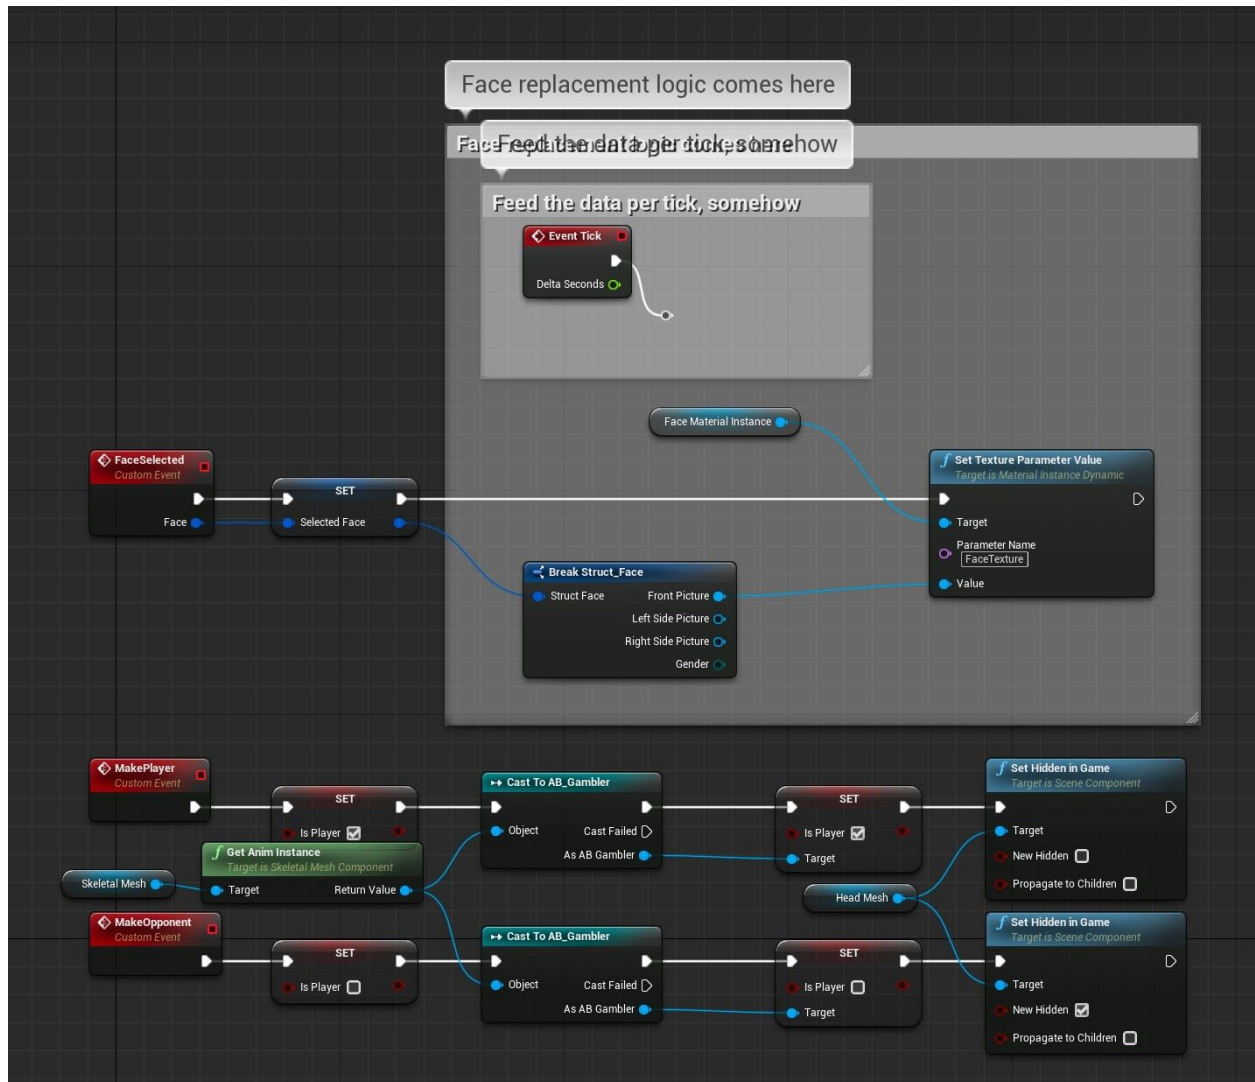 Face replacement logic comes here
Face replacement logic comes here
Feed the data per tick, somehow
Feed the data per tick, somehow
Event Tick
Delta Seconds
Face Material Instance
FaceSelected
Custom Event
Face
SET
Selected Face
Set Texture Parameter Value
Target is Material Instance Dynamic
Target
Parameter Name
FaceTexture
Value
Break Struct_Face
Struct Face Front Picture
Left Side Picture
Right Side Picture
Gender
MakePlayer
Custom Event
SET
Is Player
Cast To AB_Gambler
Object Cast Failed
As AB Gambler
SET
Is Player
Target
Set Hidden in Game
Target is Scene Component
Target
New Hidden
Propagate to Children
Get Anim Instance
Target is Skeletal Mesh Component
Target Return Value
Skeletal Mesh
Head Mesh
MakeOpponent
Custom Event
SET
Is Player
Cast To AB_Gambler
Object Cast Failed
As AB Gambler
SET
Is Player
Target
Set Hidden in Game
Target is Scene Component
Target
New Hidden
Propagate to Children